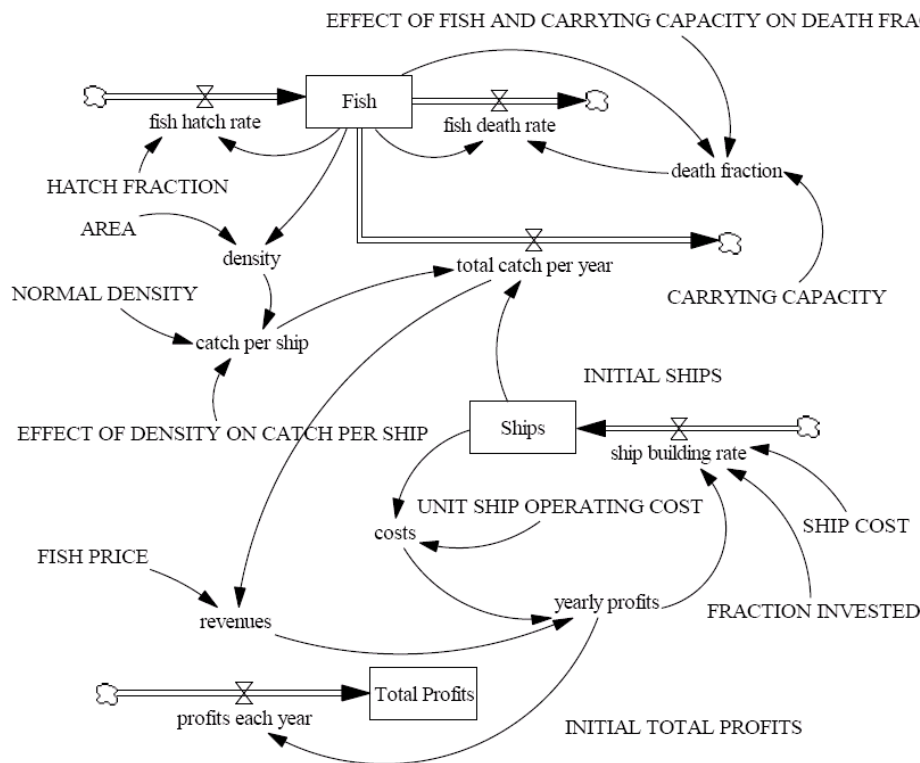 EFFECT OF FISH AND CARRYING CAPACITY ON DEATH FRAC
Fish
fish hatch rate
fish death rate
HATCH FRACTION
death fraction
AREA
density
total catch per year
NORMAL DENSITY
CARRYING CAPACITY
catch per ship
INITIAL SHIPS
EFFECT OF DENSITY ON CATCH PER SHIP
Ships
ship building rate
UNIT SHIP OPERATING COST
SHIP COST
costs
FISH PRICE
yearly profits
FRACTION INVESTED
revenues
Total Profits
profits each year
INITIAL TOTAL PROFITS